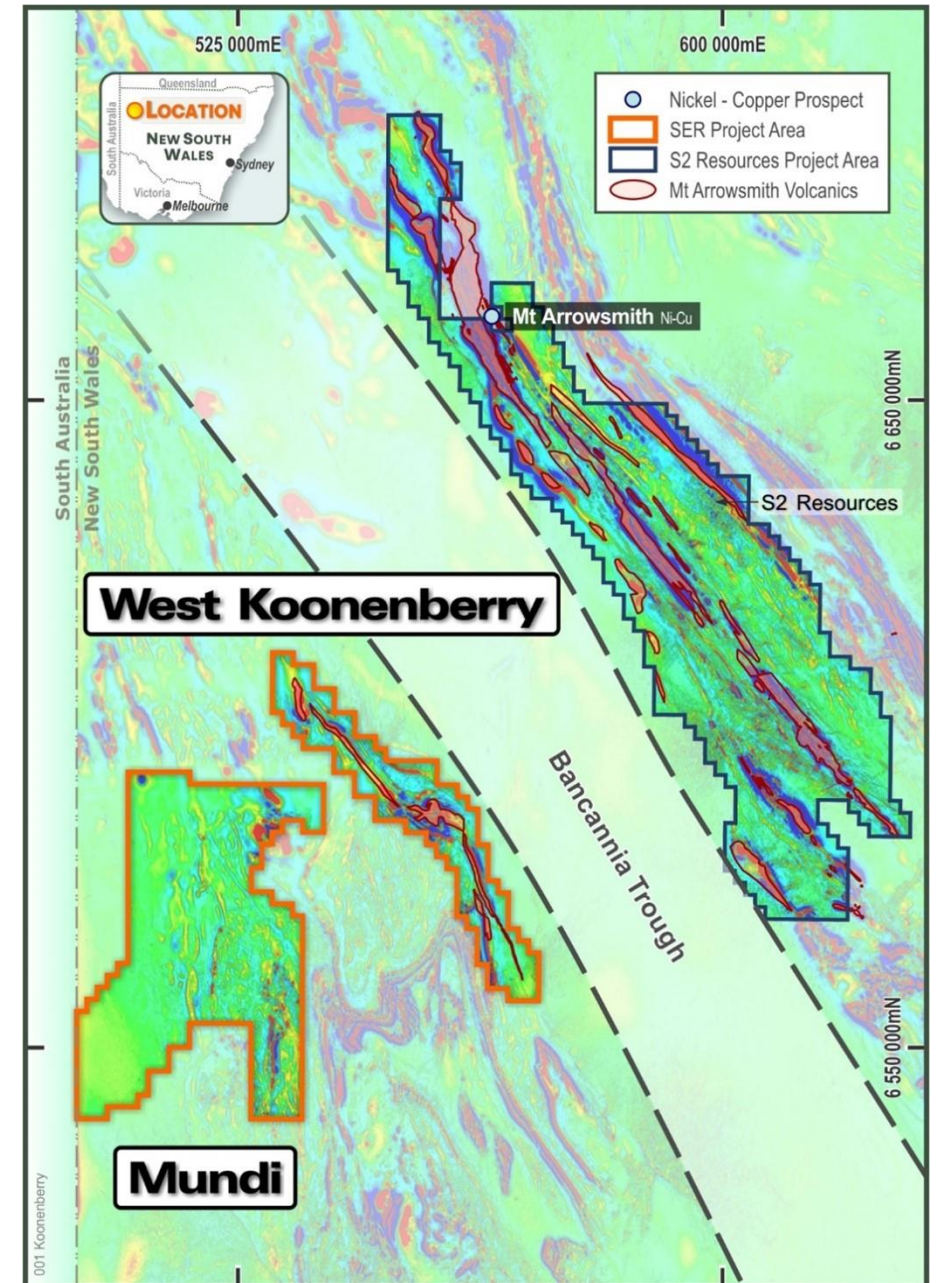 525 000mE
600 000mE
Queensland
South Australia
LOCATION
NEW SOUTH
WALES
Sydney
Victoria
Melbourne
Nickel - Copper Prospect
SER Project Area
S2 Resources Project Area
Mt Arrowsmith Volcanics
Mt Arrowsmith Ni-Cu
South Australia
New South Wales
6 650 000mN
S2 Resources
West Koonenberry
Bancannia Trough
6 550 000mN
Mundi
001 Koonenberry